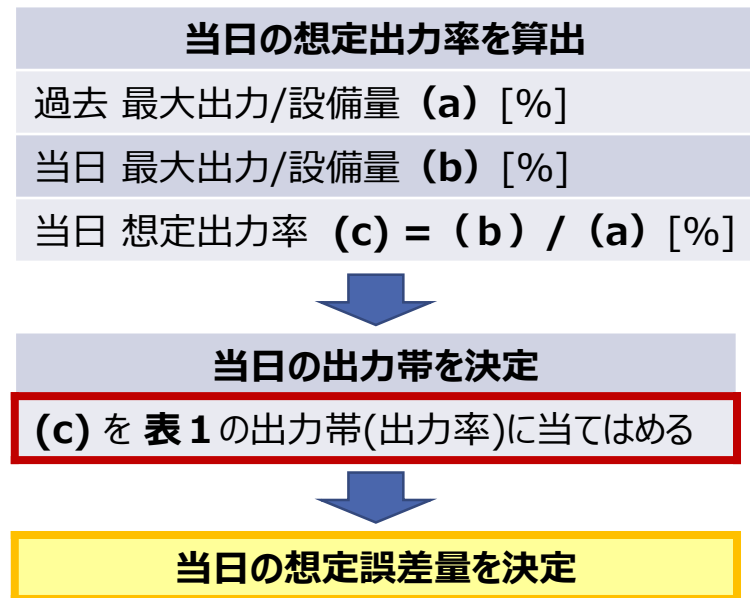 当日の想定出力率を算出
過去 最大出力/設備量（a）[%]
当日 最大出力/設備量（b）[%]
当日 想定出力率 (c) =（ｂ）/（a）[%]
当日の出力帯を決定
(c) を 表１の出力帯(出力率)に当てはめる
当日の想定誤差量を決定